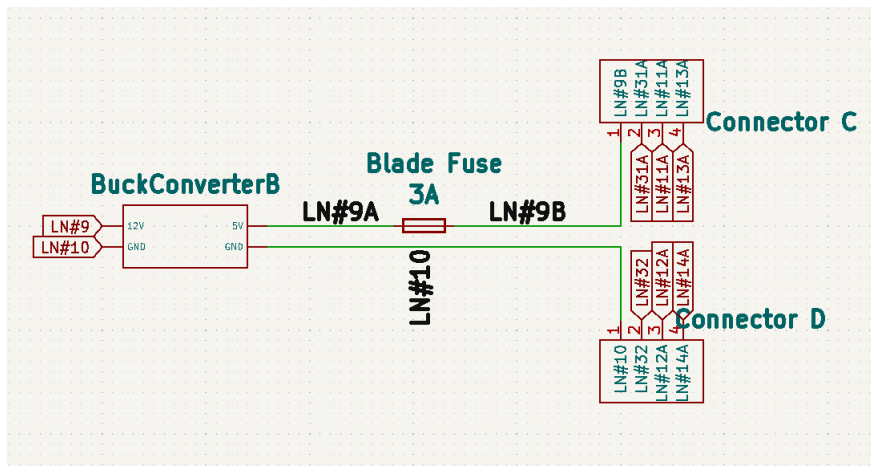 LN#9B
LN#31A
LN#11A
LN#13A
1
2
3
4
Connector C
LN#31A
LN#11A
LN#13A
Blade Fuse
3A
BuckConverterB
LN#9A
LN#9B
LN#9
12V
5V
LN#10
GND
GND
LN#10
LN#32
LN#12A
LN#14A
1
2
3
4
Connector D
LN#10
LN#32
LN#12A
LN#14A